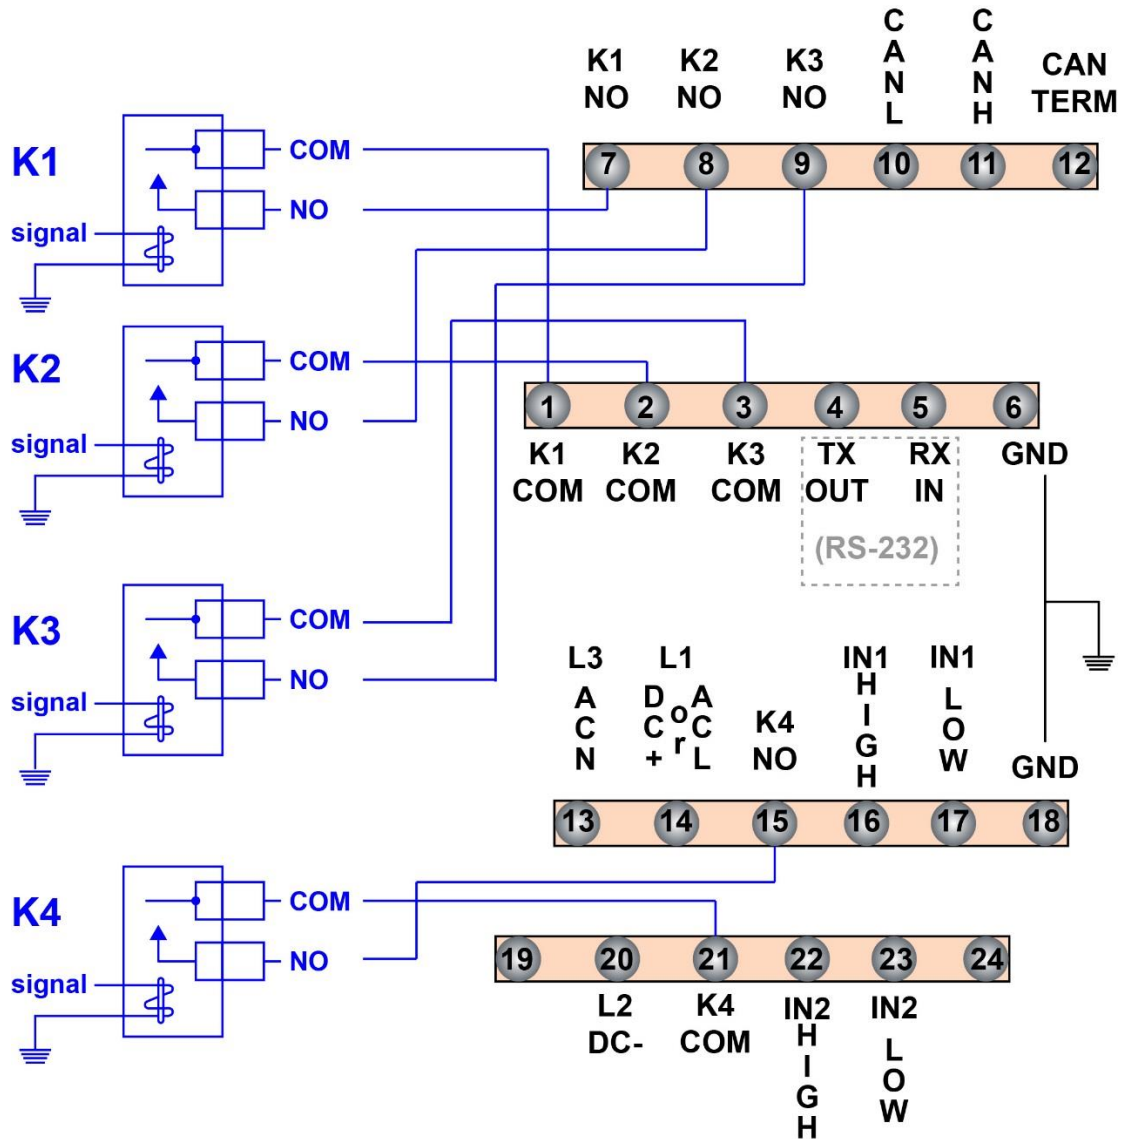 K1
COM
NO
signal
K2
COM
NO
signal
K3
COM
NO
signal
K4
COM
NO
signal
K1 NO
K2 NO
K3 NO
CANL
CANH
CAN TERM
7 8 9 10 11 12
1 2 3 4 5 6
K1 COM
K2 COM
K3 COM
TX OUT
RX IN
(RS-232)
GND
L3 ACN
L1 DC+ or ACL
K4 NO
IN1 HIGH
IN1 LOW
GND
13 14 15 16 17 18
19 20 21 22 23 24
L2 DC-
K4 COM
IN2 HIGH
IN2 LOW